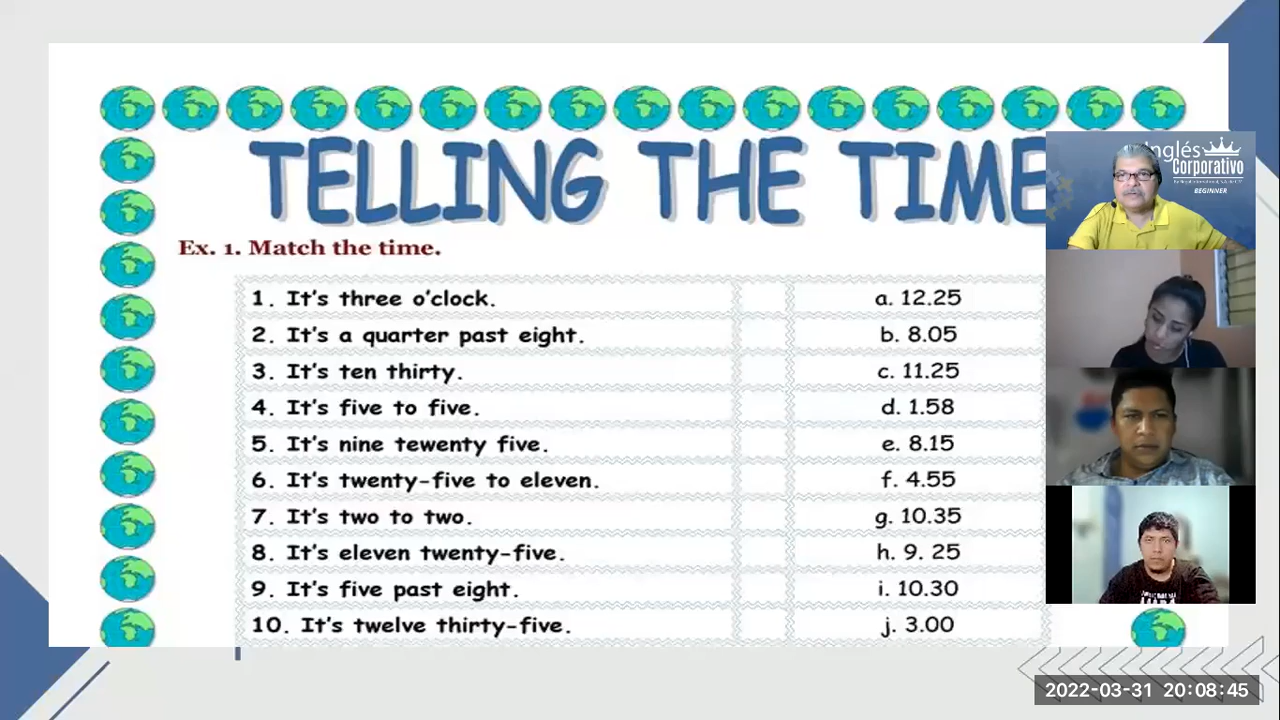 TELLING THE TIME
Ex. 1. Match the time.
1. It's three o'clock. a. 12.25
2. It's a quarter past eight. b. 8.05
3. It's ten thirty. c. 11.25
4. It's five to five. d. 1.58
5. It's nine tewenty five. e. 8.15
6. It's twenty-five to eleven. f. 4.55
7. It's two to two. g. 10.35
8. It's eleven twenty-five. h. 9. 25
9. It's five past eight. i. 10.30
10. It's twelve thirty-five. j. 3.00
Inglés
Corporativo
BEGINNER
2022-03-31 20:08:45